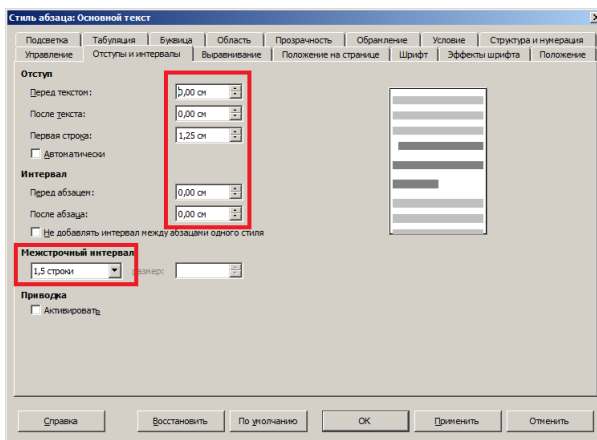 Стиль абзаца: Основной текст
Подсветка Табуляция Буквица Область Прозрачность Обрамление Условие Структура и нумерация
Управление Отступы и интервалы Выравнивание Положение на странице Шрифт Эффекты шрифта Положение
Отступ
Перед текстом: 0,00 см
После текста: 0,00 см
Первая строка: 1,25 см
Автоматически
Интервал
Перед абзацем: 0,00 см
После абзаца: 0,00 см
Не добавлять интервал между абзацами одного стиля
Межстрочный интервал
1,5 строки размер:
Приводка
Активировать
Справка Восстановить По умолчанию OK Применить Отменить